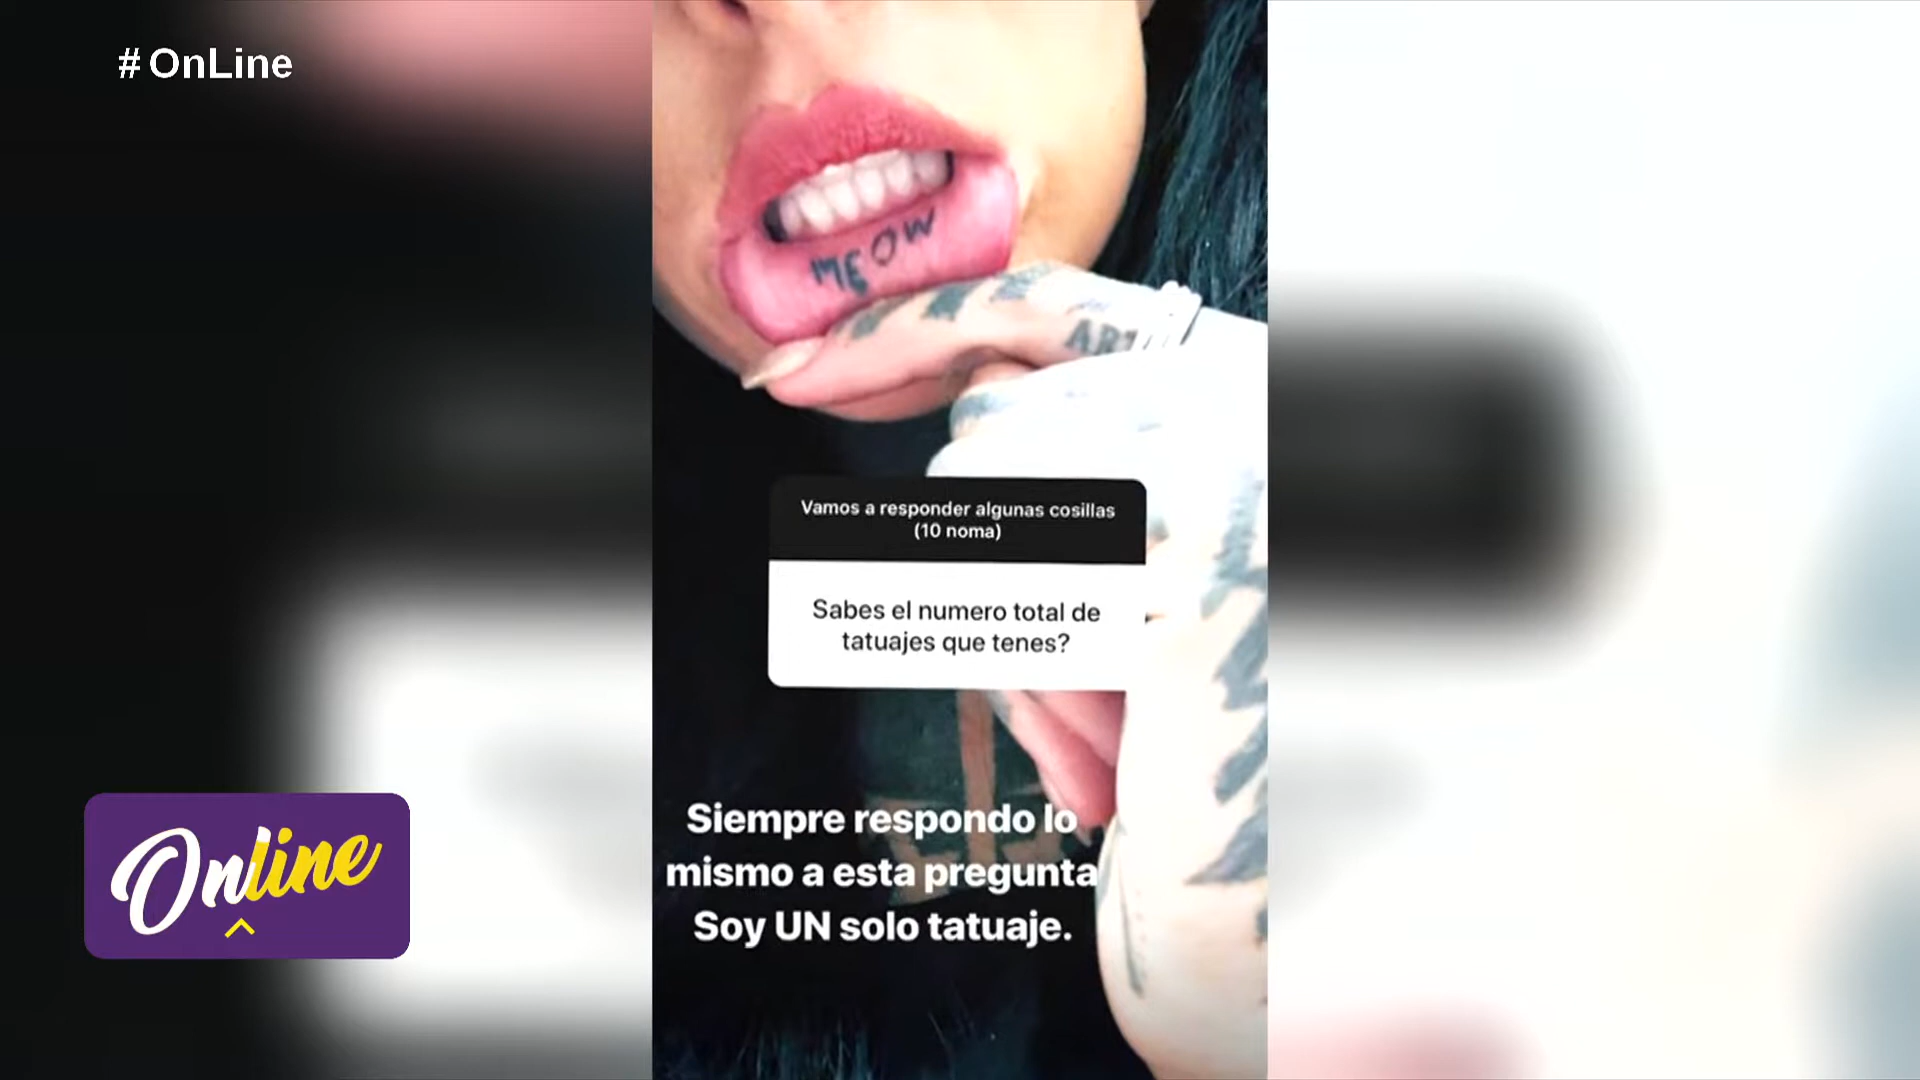 # OnLine
MEOW
Vamos a responder algunas cosillas
(10 noma)
Sabes el numero total de
tatuajes que tenes?
Siempre respondo lo
mismo a esta pregunta
Soy UN solo tatuaje.
Online